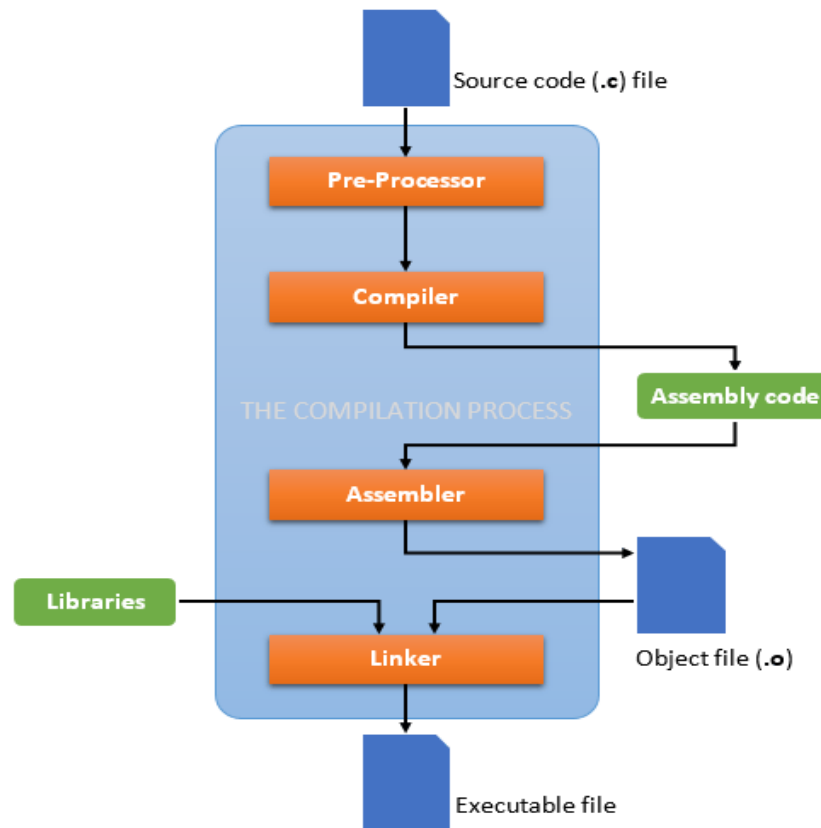 Source code (.c) file
Pre-Processor
Compiler
THE COMPILATION PROCESS
Assembly code
Assembler
Libraries
Linker
Object file (.o)
Executable file